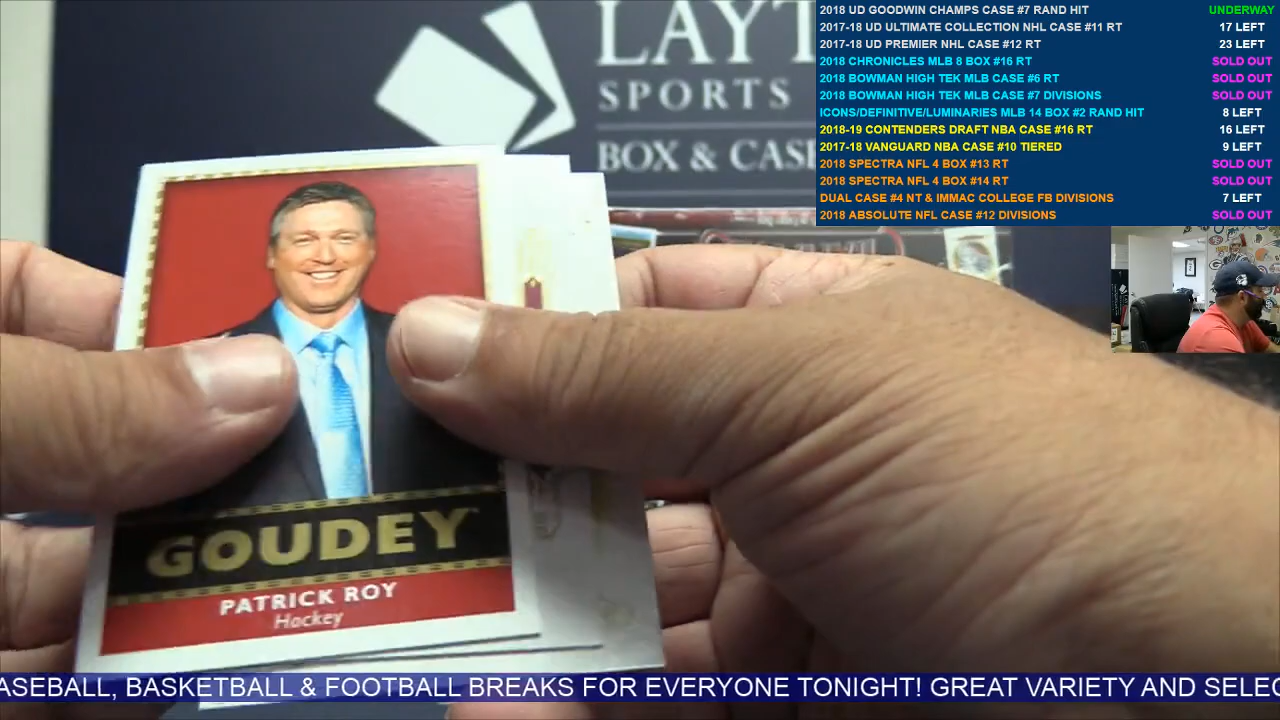 LAYT
SPORTS
BOX & CAS
2018 UD GOODWIN CHAMPS CASE #7 RAND HIT UNDERWAY
2017-18 UD ULTIMATE COLLECTION NHL CASE #11 RT 17 LEFT
2017-18 UD PREMIER NHL CASE #12 RT 23 LEFT
2018 CHRONICLES MLB 8 BOX #16 RT SOLD OUT
2018 BOWMAN HIGH TEK MLB CASE #6 RT SOLD OUT
2018 BOWMAN HIGH TEK MLB CASE #7 DIVISIONS SOLD OUT
ICONS/DEFINITIVE/LUMINARIES MLB 14 BOX #2 RAND HIT 8 LEFT
2018-19 CONTENDERS DRAFT NBA CASE #16 RT 16 LEFT
2017-18 VANGUARD NBA CASE #10 TIERED 9 LEFT
2018 SPECTRA NFL 4 BOX #13 RT SOLD OUT
2018 SPECTRA NFL 4 BOX #14 RT SOLD OUT
DUAL CASE #4 NT & IMMAC COLLEGE FB DIVISIONS 7 LEFT
2018 ABSOLUTE NFL CASE #12 DIVISIONS SOLD OUT
GOUDEY
PATRICK ROY
Hockey
ASEBALL, BASKETBALL & FOOTBALL BREAKS FOR EVERYONE TONIGHT! GREAT VARIETY AND SELEC